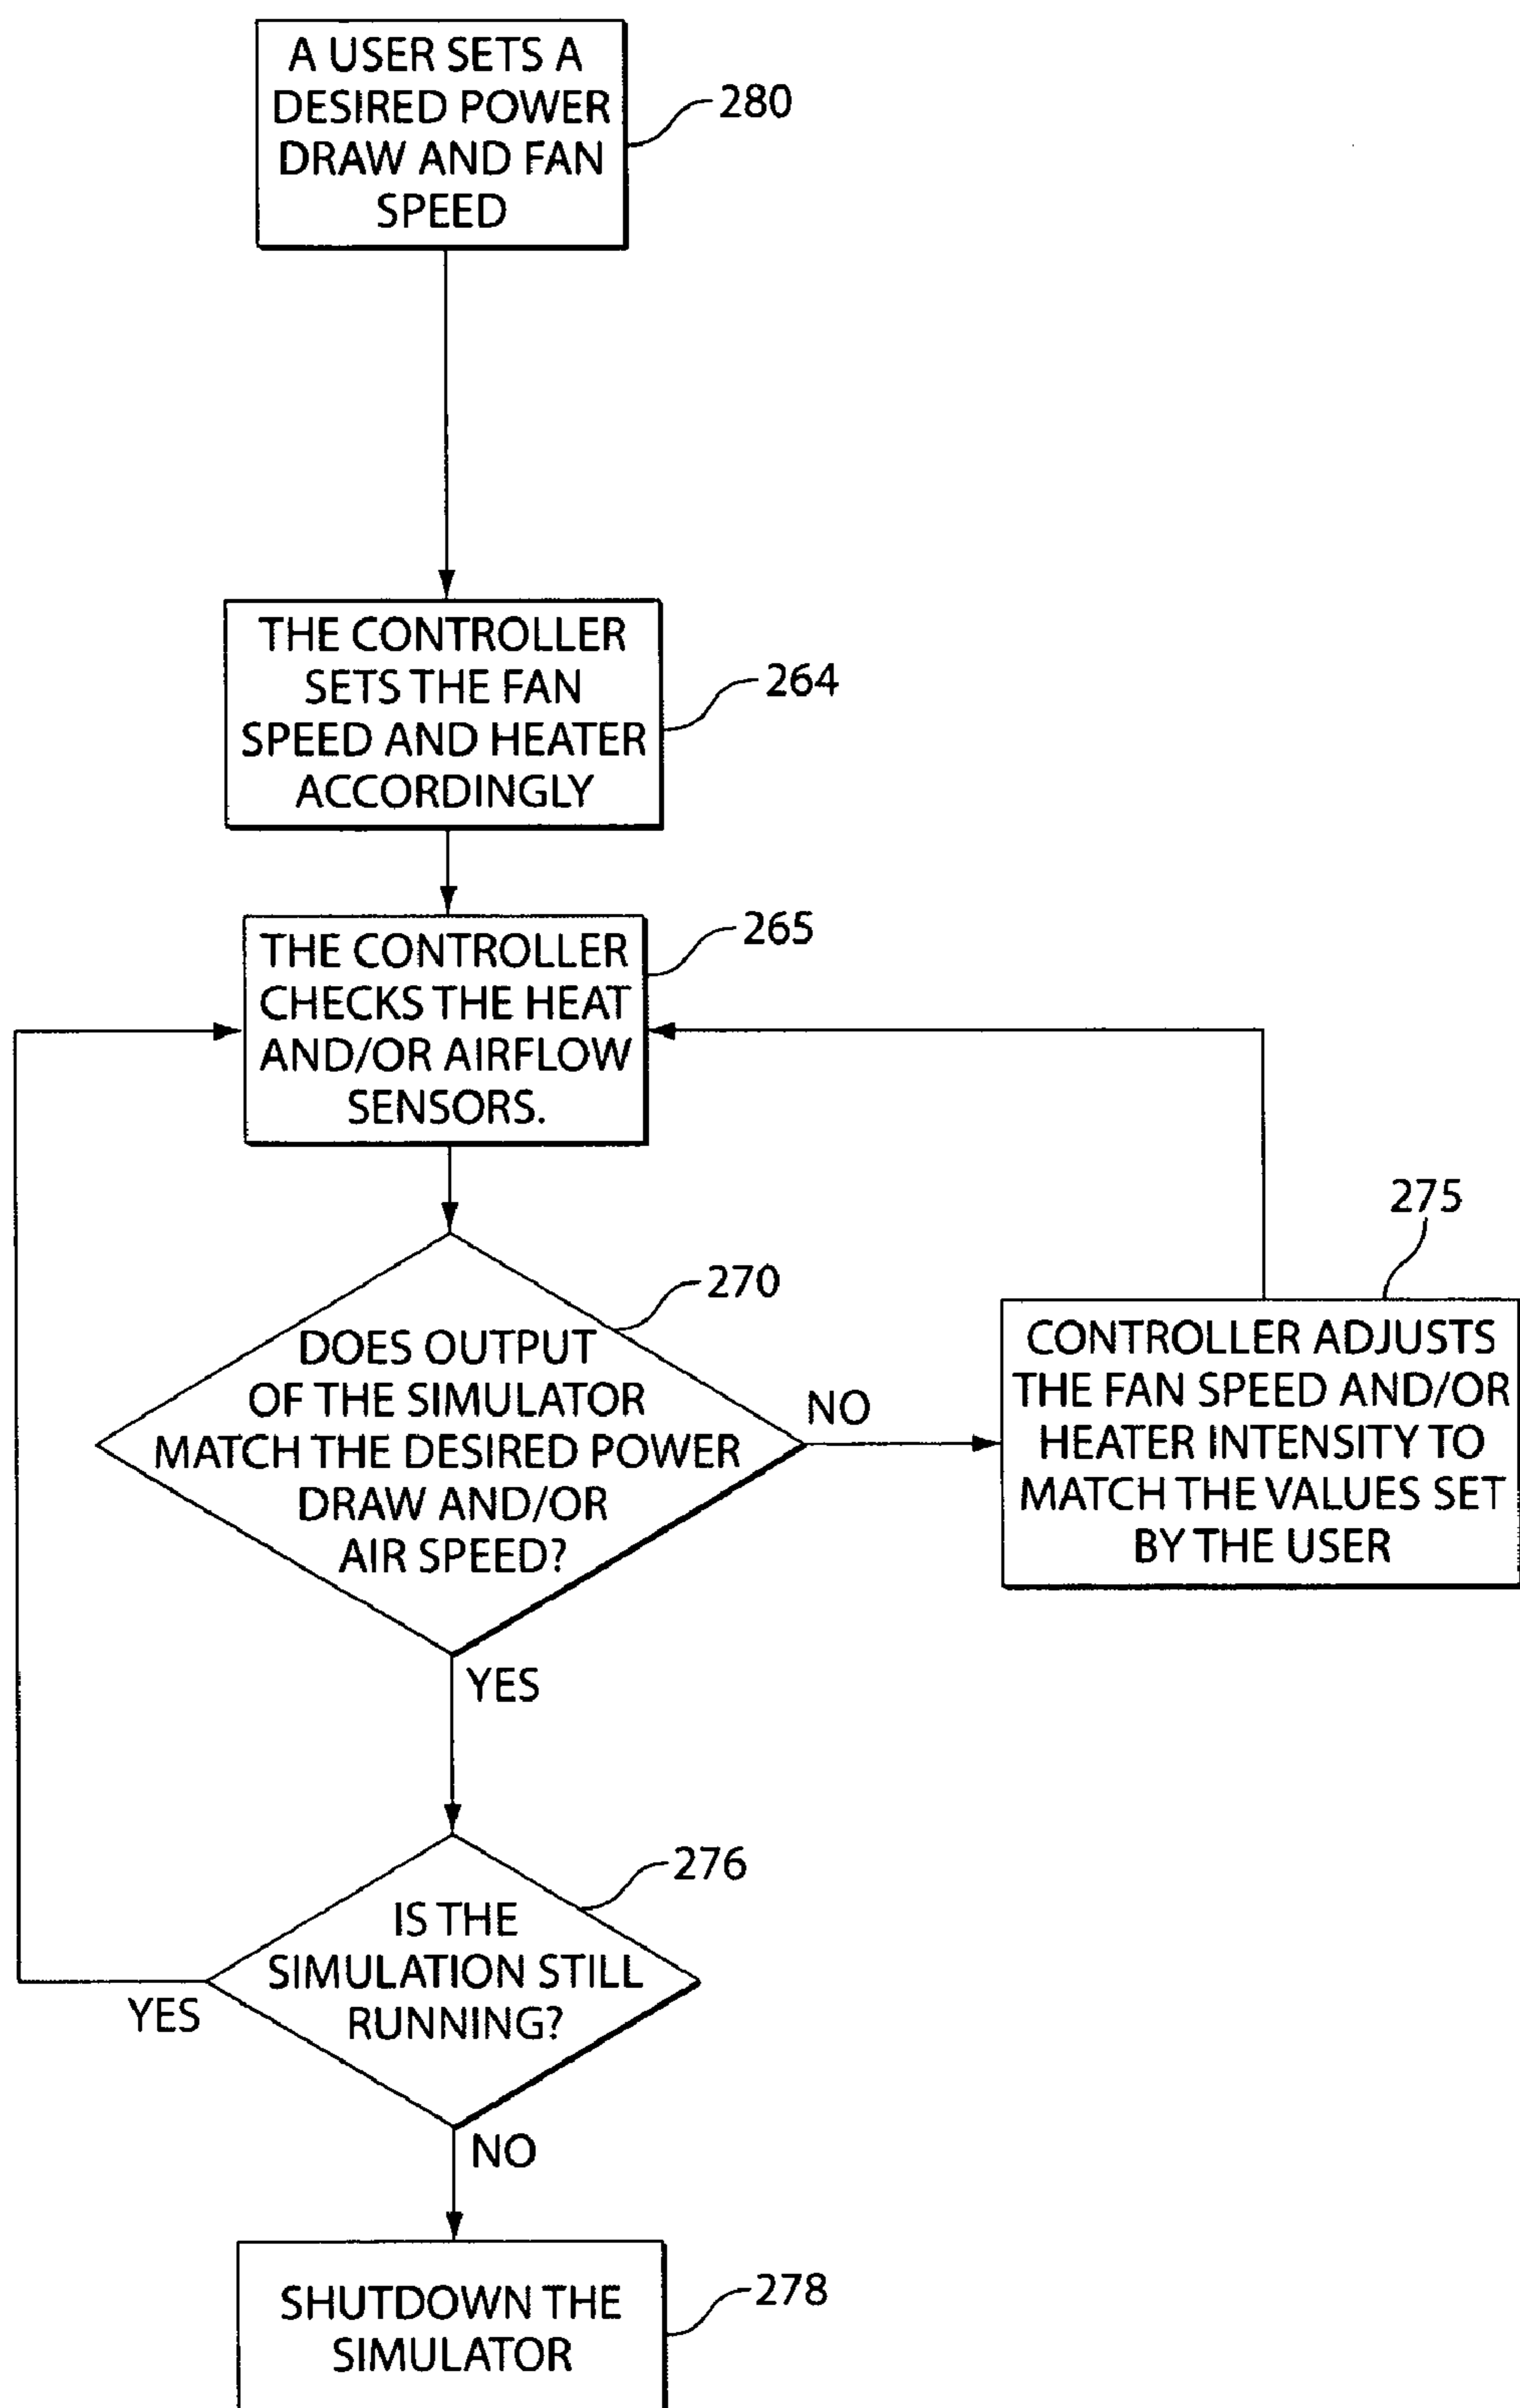 A USER SETS A
DESIRED POWER
DRAW AND FAN
SPEED
280
THE CONTROLLER
SETS THE FAN
SPEED AND HEATER
ACCORDINGLY
264
THE CONTROLLER
CHECKS THE HEAT
AND/OR AIRFLOW
SENSORS.
265
DOES OUTPUT
OF THE SIMULATOR
MATCH THE DESIRED POWER
DRAW AND/OR
AIR SPEED?
270
NO
275
CONTROLLER ADJUSTS
THE FAN SPEED AND/OR
HEATER INTENSITY TO
MATCH THE VALUES SET
BY THE USER
YES
IS THE
SIMULATION STILL
RUNNING?
276
YES
NO
SHUTDOWN THE
SIMULATOR
278